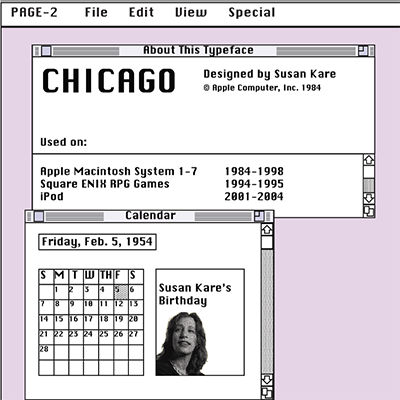 PAGE-2 File Edit View Special
About This Typeface
CHICAGO
Designed by Susan Kare
© Apple Computer, Inc. 1984
Used on:
Apple Macintosh System 1-7 1984-1998
Square ENIX RPG Games 1994-1995
iPod 2001-2004
Calendar
Friday, Feb. 5, 1954
S M T W TH F S
1 2 3 4 5 6
7 8 9 10 11 12 13
14 15 16 17 18 19 20
21 22 23 24 25 26 27
28
Susan Kare's
Birthday